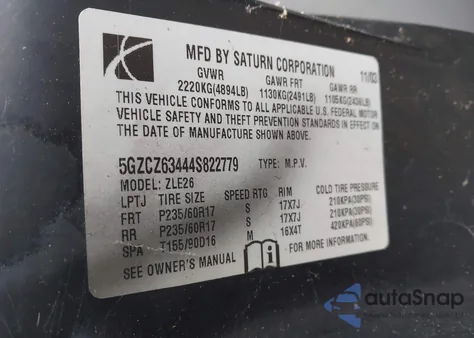 MFD BY SATURN CORPORATION 11/03
GVWR GAWR FRT GAWR RR
2220KG(4894LB) 1130KG(2491LB) 1105KG(2436LB)
THIS VEHICLE CONFORMS TO ALL APPLICABLE U.S. FEDERAL MOTOR
VEHICLE SAFETY AND THEFT PREVENTION STANDARDS IN EFFECT ON
THE DATE OF MANUFACTURE SHOWN ABOVE.
5GZCZ63444S822779 TYPE: M.P.V.
MODEL: ZLE26
LPTJ TIRE SIZE SPEED RTG RIM COLD TIRE PRESSURE
FRT P235/60R17 S 17X7J 210KPA(30PSI)
RR P235/60R17 S 17X7J 210KPA(30PSI)
SPA T155/90D16 M 16X4T 420KPA(60PSI)
SEE OWNER'S MANUAL FOR MORE INFORMATION.
autoSnap